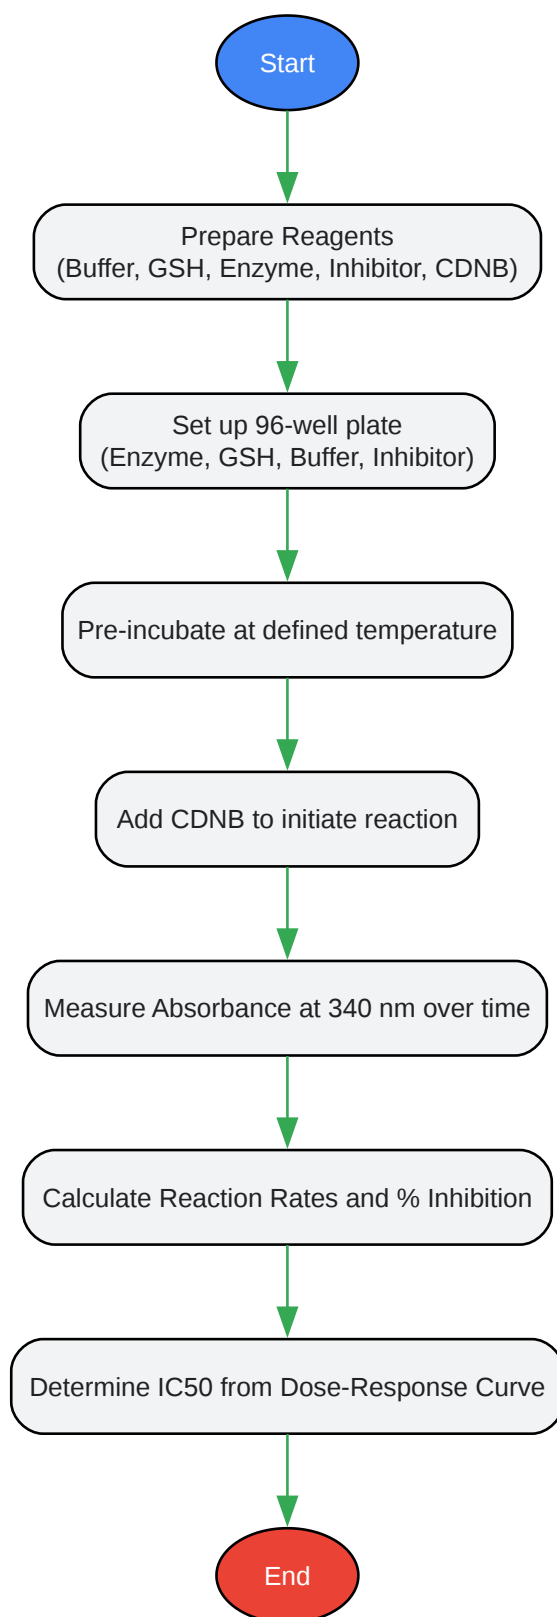 Start
Prepare Reagents
(Buffer, GSH, Enzyme, Inhibitor, CDNB)
Set up 96-well plate
(Enzyme, GSH, Buffer, Inhibitor)
Pre-incubate at defined temperature
Add CDNB to initiate reaction
Measure Absorbance at 340 nm over time
Calculate Reaction Rates and % Inhibition
Determine IC50 from Dose-Response Curve
End